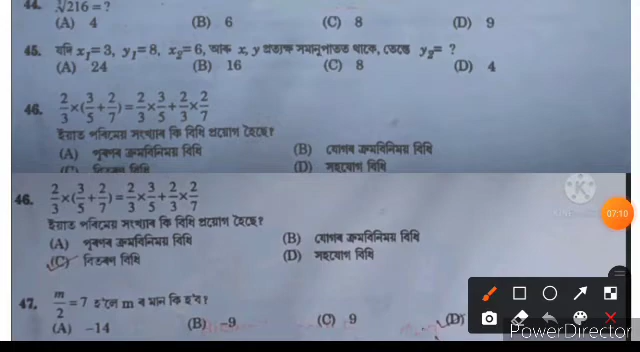 44. ∛216 = ?
(A) 4 (B) 6 (C) 8 (D) 9
45. যদি x₁=3, y₁=8, x₂=6, আৰু x, y প্ৰত্যক্ষ সমানুপাতত থাকে, তেন্তে y₂= ?
(A) 24 (B) 16 (C) 8 (D) 4
46. 2/3 ×(3/5 + 2/7) = 2/3 × 3/5 + 2/3 × 2/7
ইয়াত পৰিমেয় সংখ্যাৰ কি বিধি প্ৰয়োগ হৈছে?
(A) পূৰণৰ ক্ৰমবিনিময় বিধি (B) যোগৰ ক্ৰমবিনিময় বিধি
(C) বিতৰণ বিধি (D) সহযোগ বিধি
46. 2/3 ×(3/5 + 2/7) = 2/3 × 3/5 + 2/3 × 2/7
ইয়াত পৰিমেয় সংখ্যাৰ কি বিধি প্ৰয়োগ হৈছে?
(A) পূৰণৰ ক্ৰমবিনিময় বিধি (B) যোগৰ ক্ৰমবিনিময় বিধি
(C) বিতৰণ বিধি (D) সহযোগ বিধি
47. m/2 = 7 হ'লে m ৰ মান কি হ'ব?
(A) −14 (B) −9 (C) 9 (D)
07:10
PowerDirector